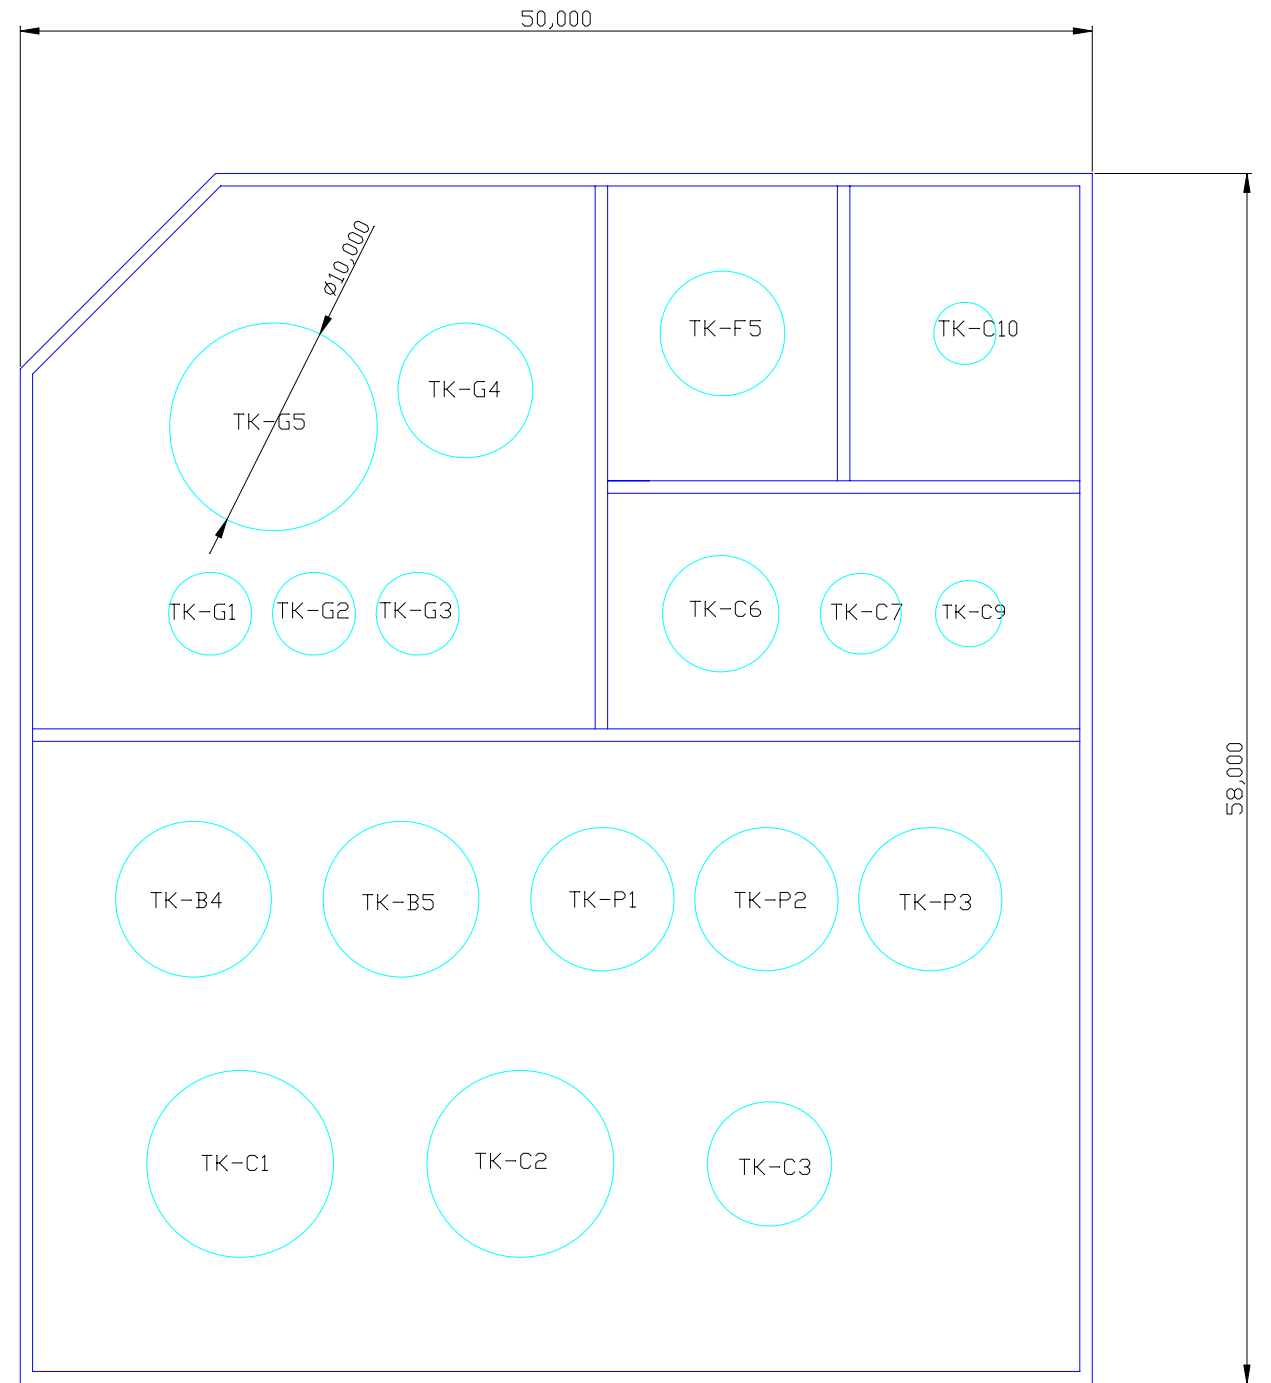 50,000
ø10,000
TK-F5
TK-C10
TK-G4
TK-G5
TK-G1
TK-G2
TK-G3
TK-C6
TK-C7
TK-C9
58,000
TK-B4
TK-B5
TK-P1
TK-P2
TK-P3
TK-C1
TK-C2
TK-C3